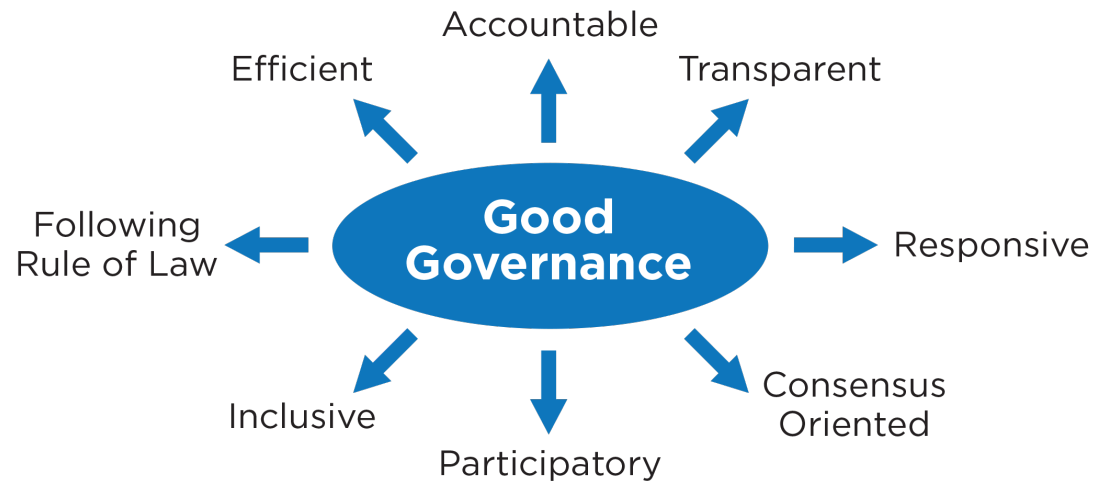 Accountable
Efficient
Transparent
Good
Governance
Following
Rule of Law
Responsive
Inclusive
Consensus
Oriented
Participatory